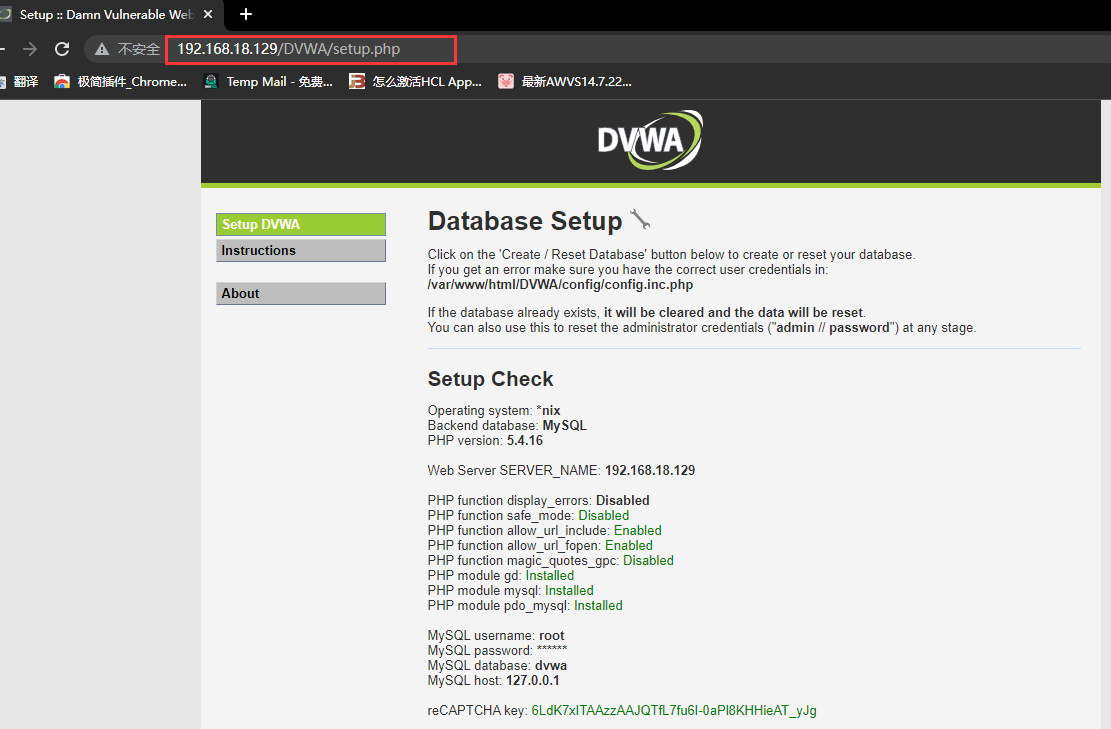 Setup :: Damn Vulnerable Web
不安全 192.168.18.129/DVWA/setup.php
翻译 极简插件_Chrome... Temp Mail - 免费... 怎么激活HCL App... 最新AWVS14.7.22...
DVWA
Setup DVWA
Instructions
About
Database Setup
Click on the 'Create / Reset Database' button below to create or reset your database.
If you get an error make sure you have the correct user credentials in:
/var/www/html/DVWA/config/config.inc.php
If the database already exists, it will be cleared and the data will be reset.
You can also use this to reset the administrator credentials ("admin // password") at any stage.
Setup Check
Operating system: *nix
Backend database: MySQL
PHP version: 5.4.16
Web Server SERVER_NAME: 192.168.18.129
PHP function display_errors: Disabled
PHP function safe_mode: Disabled
PHP function allow_url_include: Enabled
PHP function allow_url_fopen: Enabled
PHP function magic_quotes_gpc: Disabled
PHP module gd: Installed
PHP module mysql: Installed
PHP module pdo_mysql: Installed
MySQL username: root
MySQL password: ******
MySQL database: dvwa
MySQL host: 127.0.0.1
reCAPTCHA key: 6LdK7xITAAzzAAJQTfL7fu6I-0aPl8KHHieAT_yJg